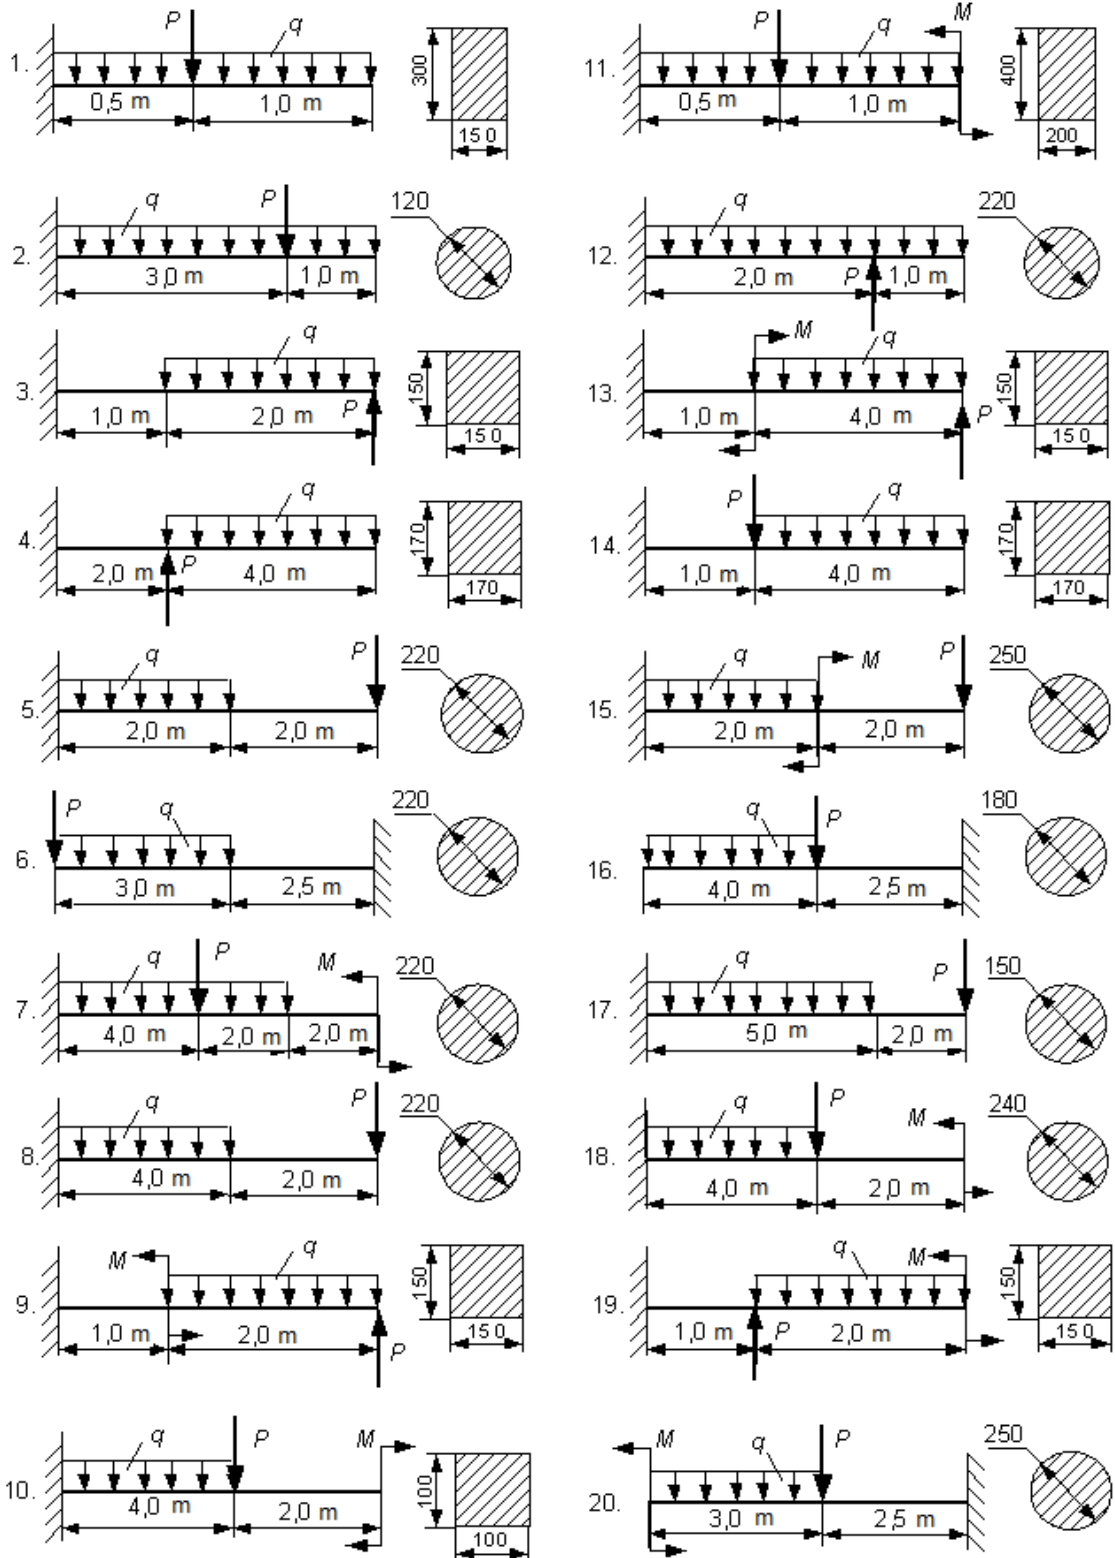 1. P q 300 0,5 m 1,0 m 150
11. P q M 400 0,5 m 1,0 m 200
2. q P 120 3,0 m 1,0 m
12. q 220 2,0 m P 1,0 m
3. q 150 1,0 m 2,0 m P 150
13. M q 150 1,0 m 4,0 m P 150
4. q 170 P 2,0 m 4,0 m 170
14. P q 170 1,0 m 4,0 m 170
5. q P 220 2,0 m 2,0 m
15. q M P 250 2,0 m 2,0 m
6. P q 220 3,0 m 2,5 m
16. q P 180 4,0 m 2,5 m
7. q P M 220 4,0 m 2,0 m 2,0 m
17. q P 150 5,0 m 2,0 m
8. q P 220 4,0 m 2,0 m
18. q P M 240 4,0 m 2,0 m
9. M q 150 1,0 m 2,0 m P 150
19. q M 150 1,0 m P 2,0 m 150
10. q P M 100 4,0 m 2,0 m 100
20. M q P 250 3,0 m 2,5 m